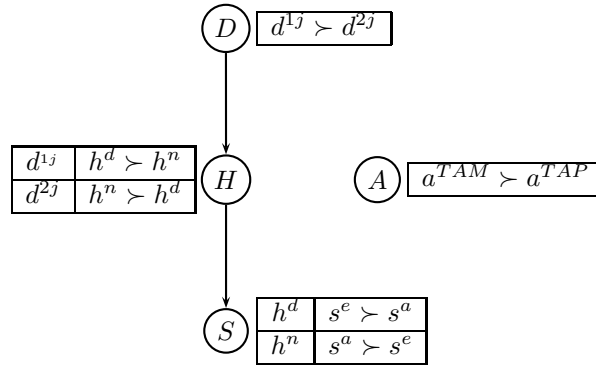 D d^{1j} ≻ d^{2j}
d^{1j} h^d ≻ h^n
d^{2j} h^n ≻ h^d
H
A a^{TAM} ≻ a^{TAP}
S
h^d s^e ≻ s^a
h^n s^a ≻ s^e